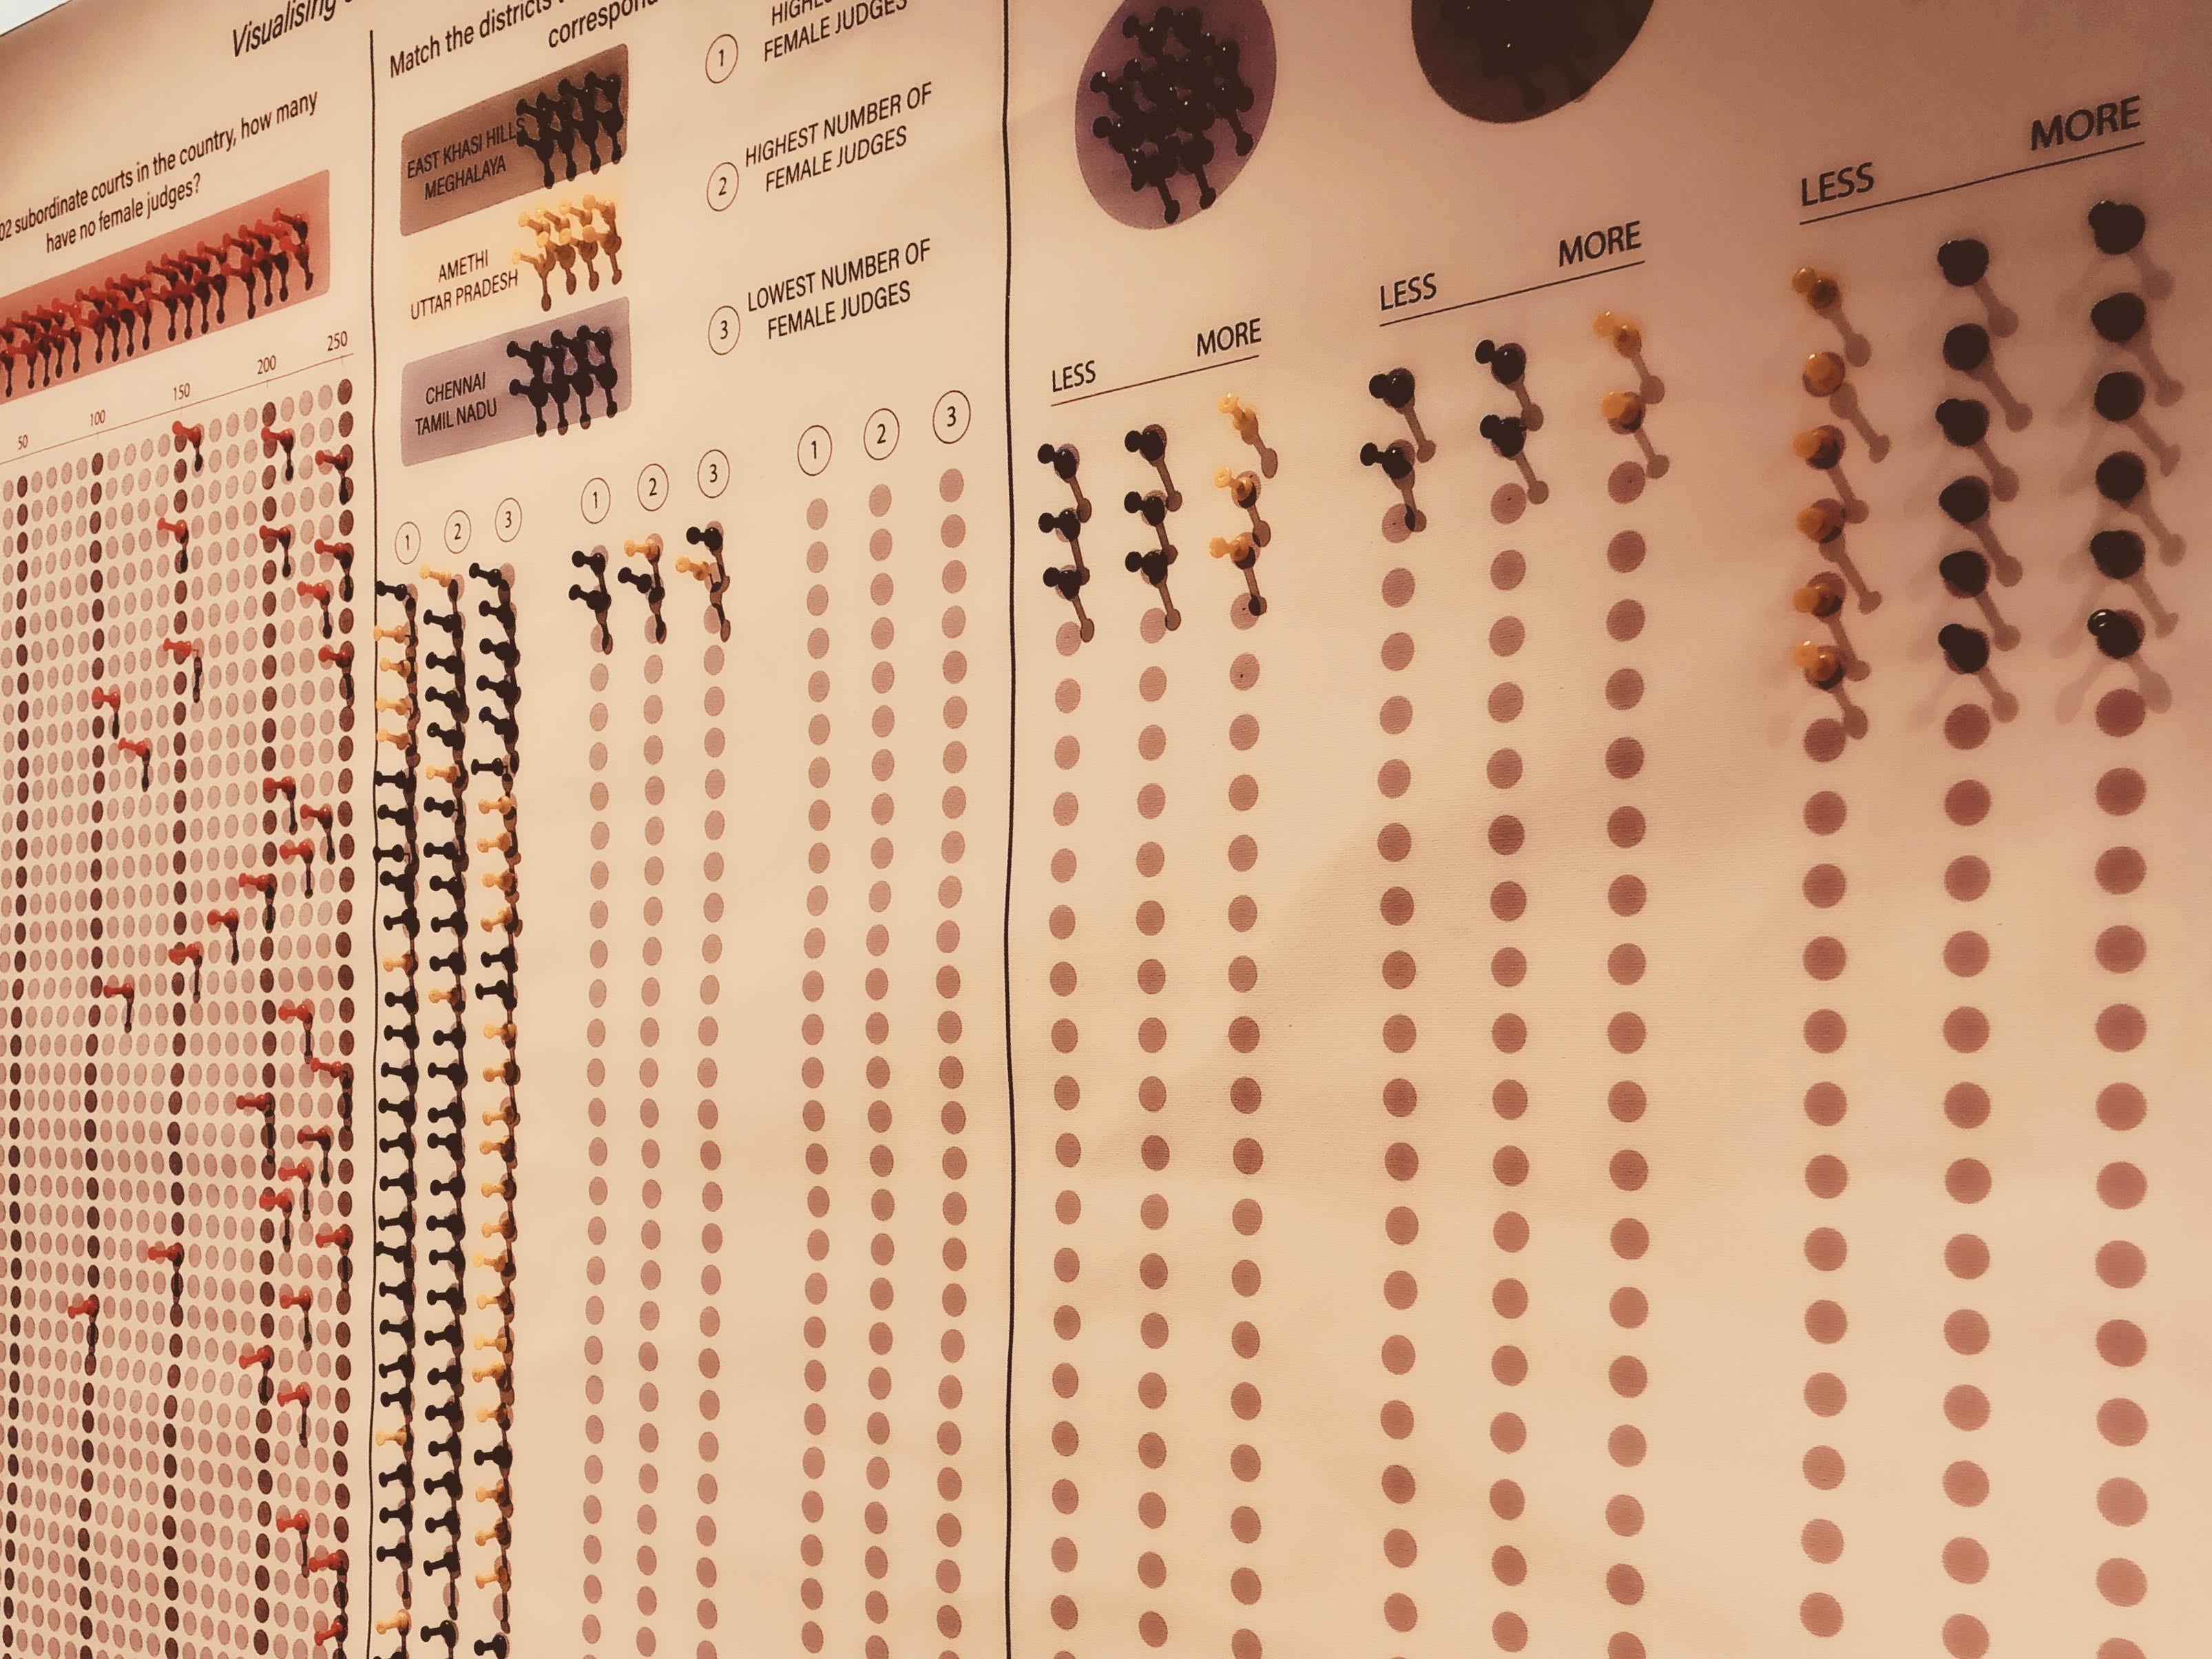 Visualising
02 subordinate courts in the country, how many
have no female judges?
50 100 150 200 250
Match the districts
EAST KHASI HILLS
MEGHALAYA
AMETHI
UTTAR PRADESH
CHENNAI
TAMIL NADU
1
FEMALE JUDGES
2 HIGHEST NUMBER OF
FEMALE JUDGES
3 LOWEST NUMBER OF
FEMALE JUDGES
1 2 3
1 2 3
1 2 3
LESS MORE
LESS MORE
LESS MORE